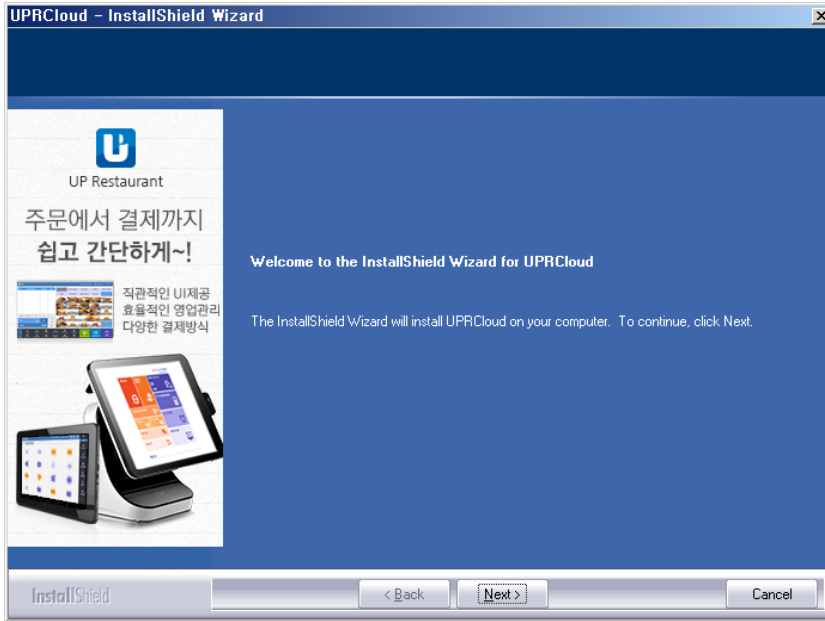 UPRCloud - InstallShield Wizard
UP Restaurant
주문에서 결제까지
쉽고 간단하게~!
직관적인 UI제공
효율적인 영업관리
다양한 결제방식
Welcome to the InstallShield Wizard for UPRCloud
The InstallShield Wizard will install UPRCloud on your computer. To continue, click Next.
InstallShield
< Back
Next >
Cancel